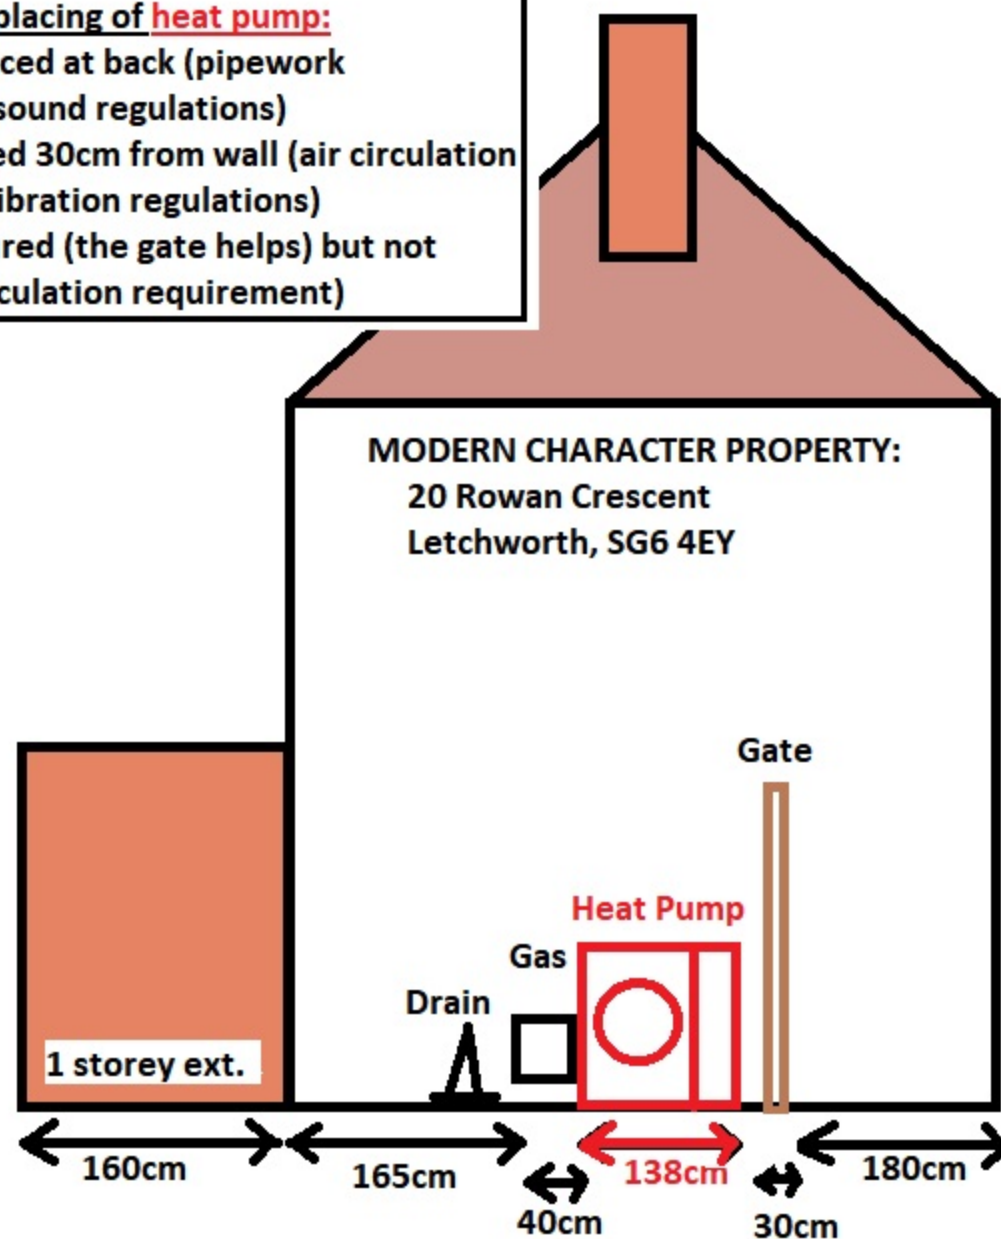 placing of heat pump:
ced at back (pipework
sound regulations)
ed 30cm from wall (air circulation
ibration regulations)
red (the gate helps) but not
culation requirement)
MODERN CHARACTER PROPERTY:
20 Rowan Crescent
Letchworth, SG6 4EY
Gate
Heat Pump
Gas
Drain
1 storey ext.
160cm
165cm
138cm
180cm
40cm
30cm